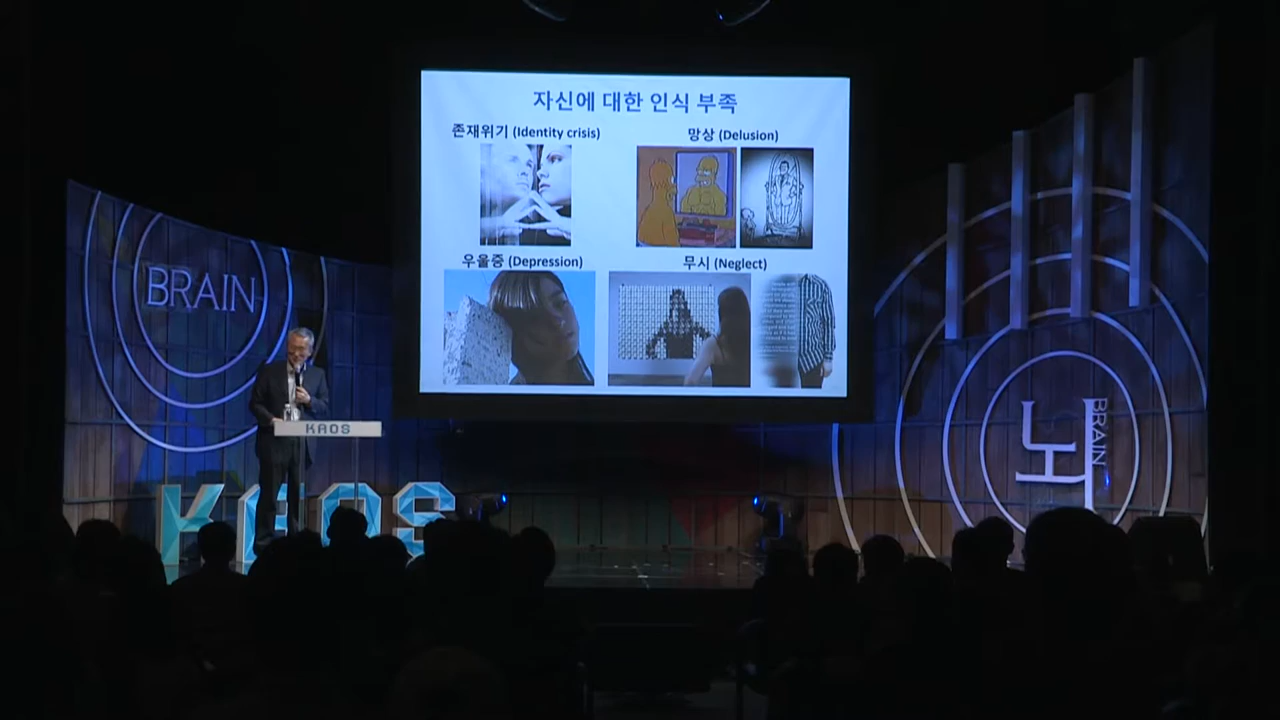 자신에 대한 인식 부족
존재위기 (Identity crisis)
망상 (Delusion)
우울증 (Depression)
무시 (Neglect)
BRAIN
KAOS
KAOS
뇌
BRAIN